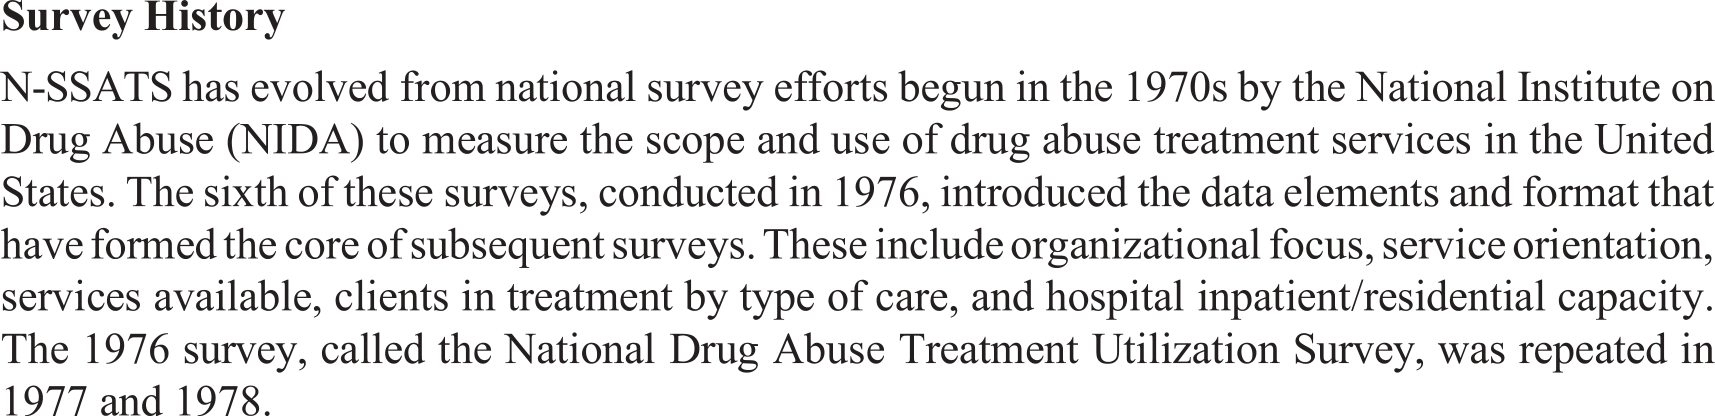 Survey History
N-SSATS has evolved from national survey efforts begun in the 1970s by the National Institute on
Drug Abuse (NIDA) to measure the scope and use of drug abuse treatment services in the United
States. The sixth of these surveys, conducted in 1976, introduced the data elements and format that
have formed the core of subsequent surveys. These include organizational focus, service orientation,
services available, clients in treatment by type of care, and hospital inpatient/residential capacity.
The 1976 survey, called the National Drug Abuse Treatment Utilization Survey, was repeated in
1977 and 1978.